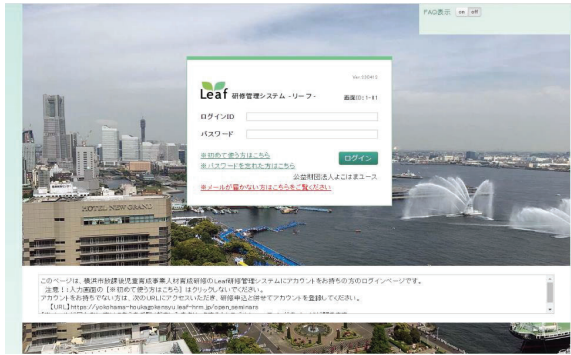 FAQ表示 on off
Leaf 研修管理システム -リーフ-
画面ID:1-01
ログインID
パスワード
※初めて使う方はこちら
※パスワードを忘れた方はこちら
ログイン
公益財団法人よこはまユース
※メールが届かない方はこちらをご覧ください
HOTEL NEW GRAND
このページは、横浜市放課後児童育成事業人材育成研修のLeaf研修管理システムにアカウントをお持ちの方のログインページです。
注意!!入力画面の【※初めて使う方はこちら】はクリックしないでください。
アカウントをお持ちでない方は、次のURLにアクセスいただき、研修申込と併せてアカウントを登録してください。
【URL】https://yokohama-houkagokensyu.leaf-hrm.jp/open_seminars